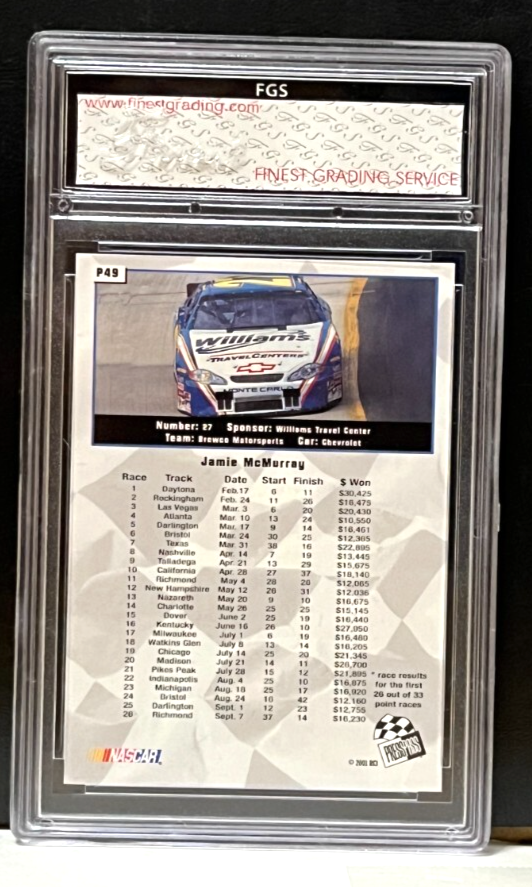 FGS
www.finestgrading.com
FINEST GRADING SERVICE
P49
Williams
TRAVELCENTERS
MONTE CARLO
Number: 27 Sponsor: Williams Travel Center
Team: Brewco Motorsports Car: Chevrolet
Jamie McMurray
Race Track Date Start Finish $ Won
1 Daytona Feb.17 6 11 $30,425
2 Rockingham Feb. 24 11 26 $16,475
3 Las Vegas Mar. 3 6 20 $20,430
4 Atlanta Mar. 10 13 24 $10,550
5 Darlington Mar. 17 9 14 $16,461
6 Bristol Mar. 24 30 25 $12,365
7 Texas Mar. 31 38 16 $22,895
8 Nashville Apr. 14 7 19 $13,445
9 Talladega Apr. 21 13 29 $15,675
10 California Apr. 28 27 37 $18,140
11 Richmond May 4 28 28 $12,065
12 New Hampshire May 12 26 31 $12,036
13 Nazareth May 20 9 10 $16,675
14 Charlotte May 26 25 25 $15,145
15 Dover June 2 25 19 $16,440
16 Kentucky June 16 26 10 $27,950
17 Milwaukee July 1 6 19 $16,480
18 Watkins Glen July 8 13 14 $16,205
19 Chicago July 14 25 20 $21,345
20 Madison July 21 14 11 $28,700
21 Pikes Peak July 28 15 12 $21,895
22 Indianapolis Aug. 4 25 10 $16,875
23 Michigan Aug. 18 25 17 $16,920
24 Bristol Aug. 24 16 42 $12,160
25 Darlington Sept. 1 12 23 $12,755
26 Richmond Sept. 7 37 14 $16,230
* race results
for the first
26 out of 33
point races
PRESS PASS
NASCAR
© 2001 BCI